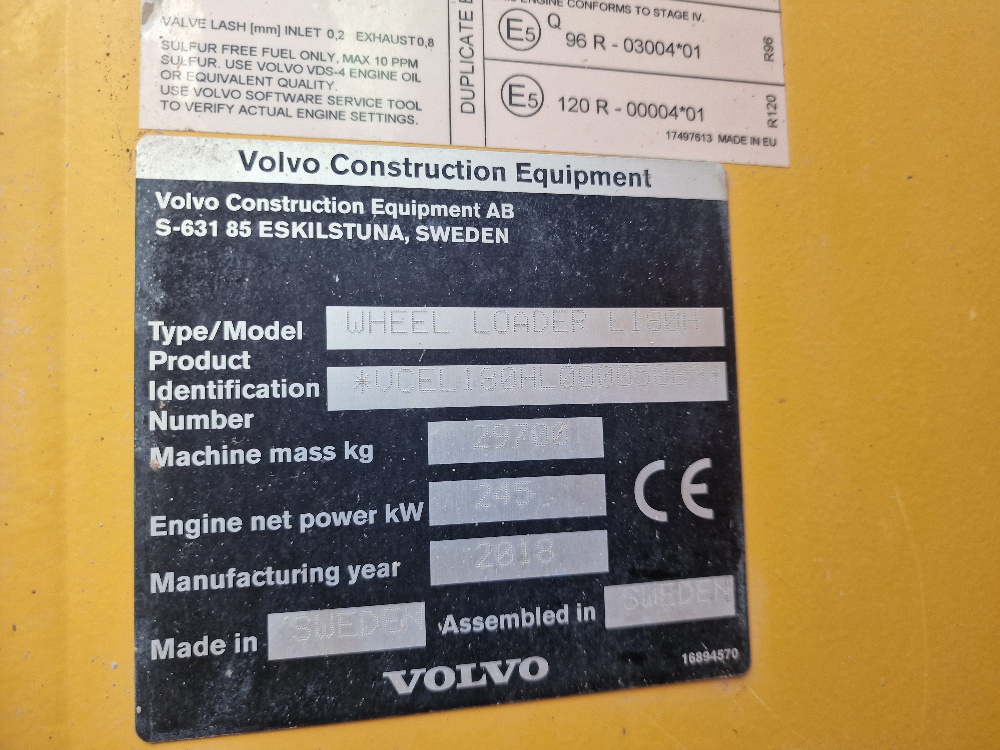 ENGINE CONFORMS TO STAGE IV.
VALVE LASH [mm] INLET 0,2 EXHAUST 0,8
SULFUR FREE FUEL ONLY, MAX 10 PPM
SULFUR. USE VOLVO VDS-4 ENGINE OIL
OR EQUIVALENT QUALITY.
USE VOLVO SOFTWARE SERVICE TOOL
TO VERIFY ACTUAL ENGINE SETTINGS.
DUPLICATE
E5 Q 96 R - 03004*01
R96
E5 120 R - 00004*01
R120
17497613 MADE IN EU
Volvo Construction Equipment
Volvo Construction Equipment AB
S-631 85 ESKILSTUNA, SWEDEN
Type/Model WHEEL LOADER L180H
Product
Identification
Number
Machine mass kg 29700
Engine net power kW 245
Manufacturing year 2018
CE
Made in SWEDEN Assembled in SWEDEN
VOLVO
16894570